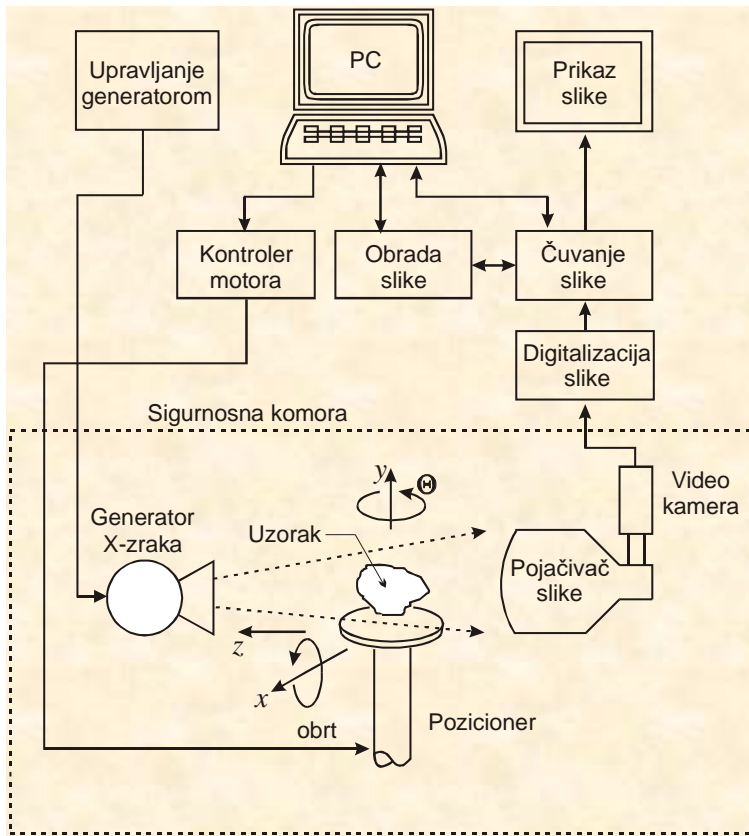 Upravljanje
generatorom
PC
Prikaz
slike
Kontroler
motora
Obrada
slike
Čuvanje
slike
Digitalizacija
slike
Sigurnosna komora
Generator
X-zraka
Uzorak
y
Θ
Video
kamera
Pojačivač
slike
z
x
obrt
Pozicioner